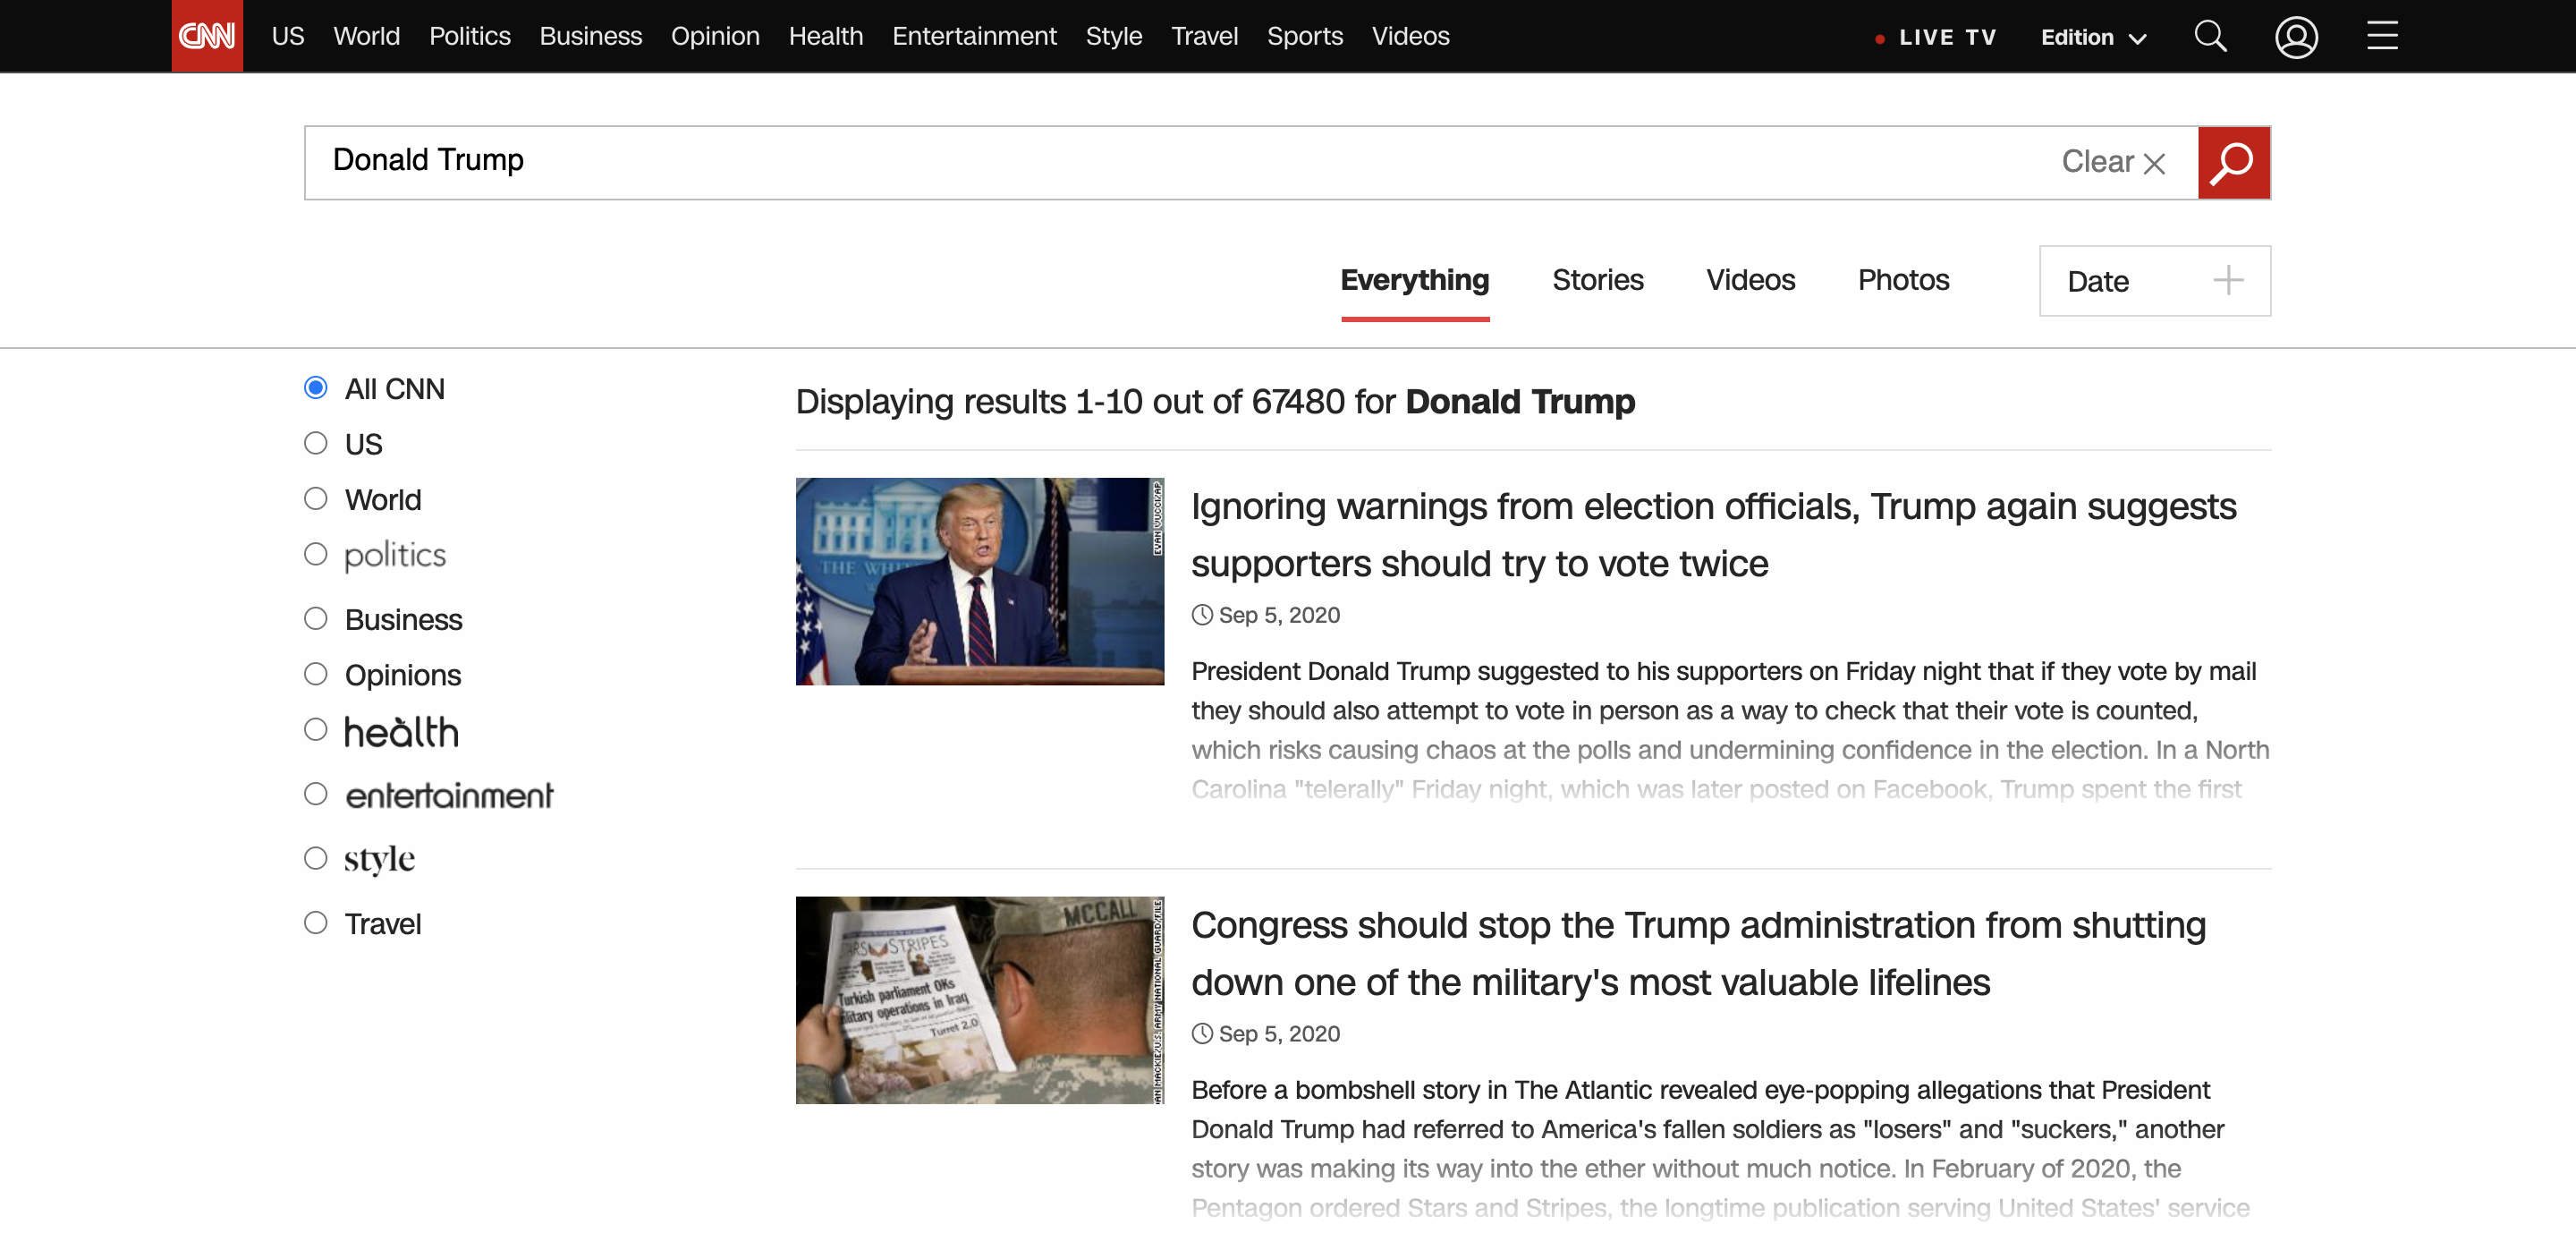 CNN US World Politics Business Opinion Health Entertainment Style Travel Sports Videos LIVE TV Edition
Donald Trump Clear
Everything Stories Videos Photos Date
All CNN
US
World
politics
Business
Opinions
health
entertainment
style
Travel
Displaying results 1-10 out of 67480 for Donald Trump
THE WHI
EVAN VUCCI/AP
Ignoring warnings from election officials, Trump again suggests
supporters should try to vote twice
Sep 5, 2020
President Donald Trump suggested to his supporters on Friday night that if they vote by mail
they should also attempt to vote in person as a way to check that their vote is counted,
which risks causing chaos at the polls and undermining confidence in the election. In a North
Carolina "telerally" Friday night, which was later posted on Facebook, Trump spent the first
MCCALL
ARS STRIPES
Turkish parliament OKs
military operations in Iraq
Turret 2.0
AN MACKIE/U.S. ARMY NATIONAL GUARD/FILE
Congress should stop the Trump administration from shutting
down one of the military's most valuable lifelines
Sep 5, 2020
Before a bombshell story in The Atlantic revealed eye-popping allegations that President
Donald Trump had referred to America's fallen soldiers as "losers" and "suckers," another
story was making its way into the ether without much notice. In February of 2020, the
Pentagon ordered Stars and Stripes, the longtime publication serving United States' service